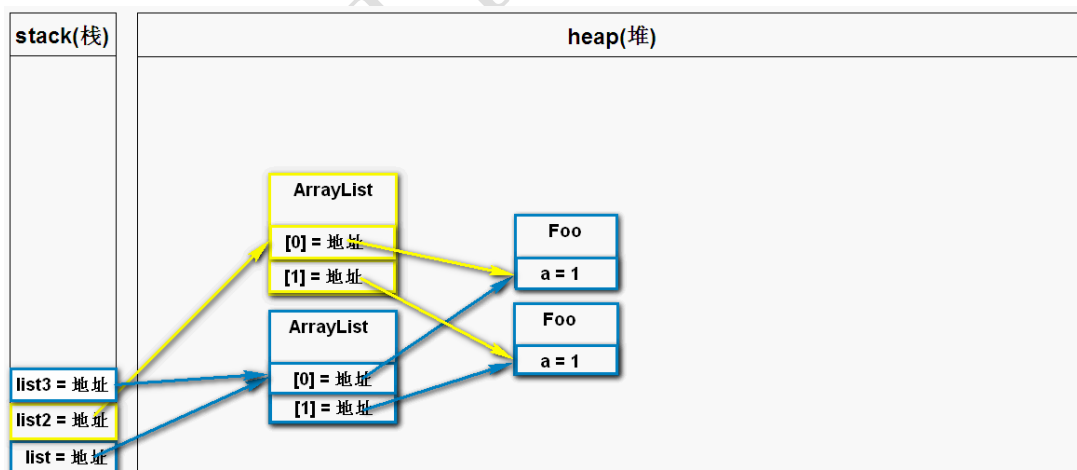 stack(栈)
heap(堆)
ArrayList
[0] = 地址
[1] = 地址
Foo
a = 1
ArrayList
[0] = 地址
[1] = 地址
Foo
a = 1
list3 = 地址
list2 = 地址
list = 地址